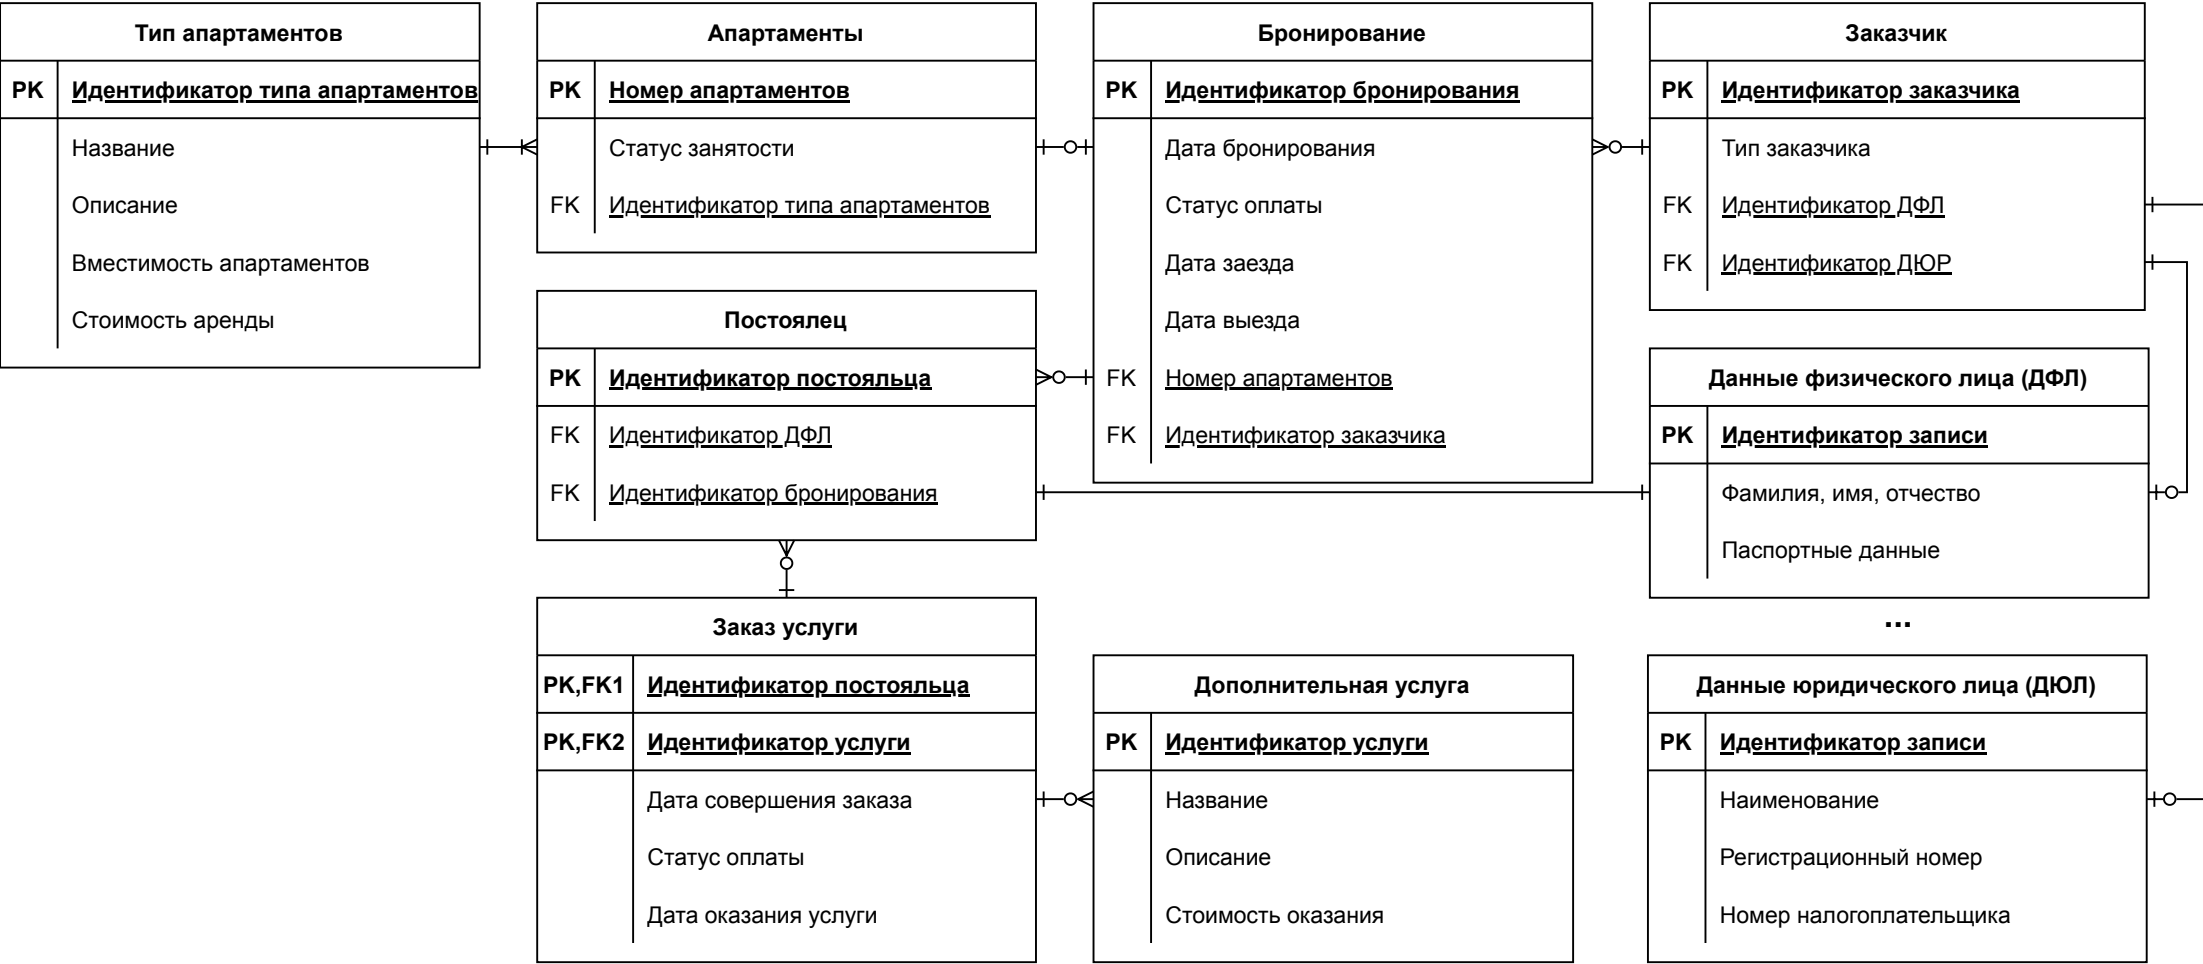 Тип апартаментов
PK Идентификатор типа апартаментов
Название
Описание
Вместимость апартаментов
Стоимость аренды
Апартаменты
PK Номер апартаментов
Статус занятости
FK Идентификатор типа апартаментов
Бронирование
PK Идентификатор бронирования
Дата бронирования
Статус оплаты
Дата заезда
Дата выезда
FK Номер апартаментов
FK Идентификатор заказчика
Заказчик
PK Идентификатор заказчика
Тип заказчика
FK Идентификатор ДФЛ
FK Идентификатор ДЮР
Постоялец
PK Идентификатор постояльца
FK Идентификатор ДФЛ
FK Идентификатор бронирования
Данные физического лица (ДФЛ)
PK Идентификатор записи
Фамилия, имя, отчество
Паспортные данные
...
Заказ услуги
PK,FK1 Идентификатор постояльца
PK,FK2 Идентификатор услуги
Дата совершения заказа
Статус оплаты
Дата оказания услуги
Дополнительная услуга
PK Идентификатор услуги
Название
Описание
Стоимость оказания
Данные юридического лица (ДЮЛ)
PK Идентификатор записи
Наименование
Регистрационный номер
Номер налогоплательщика